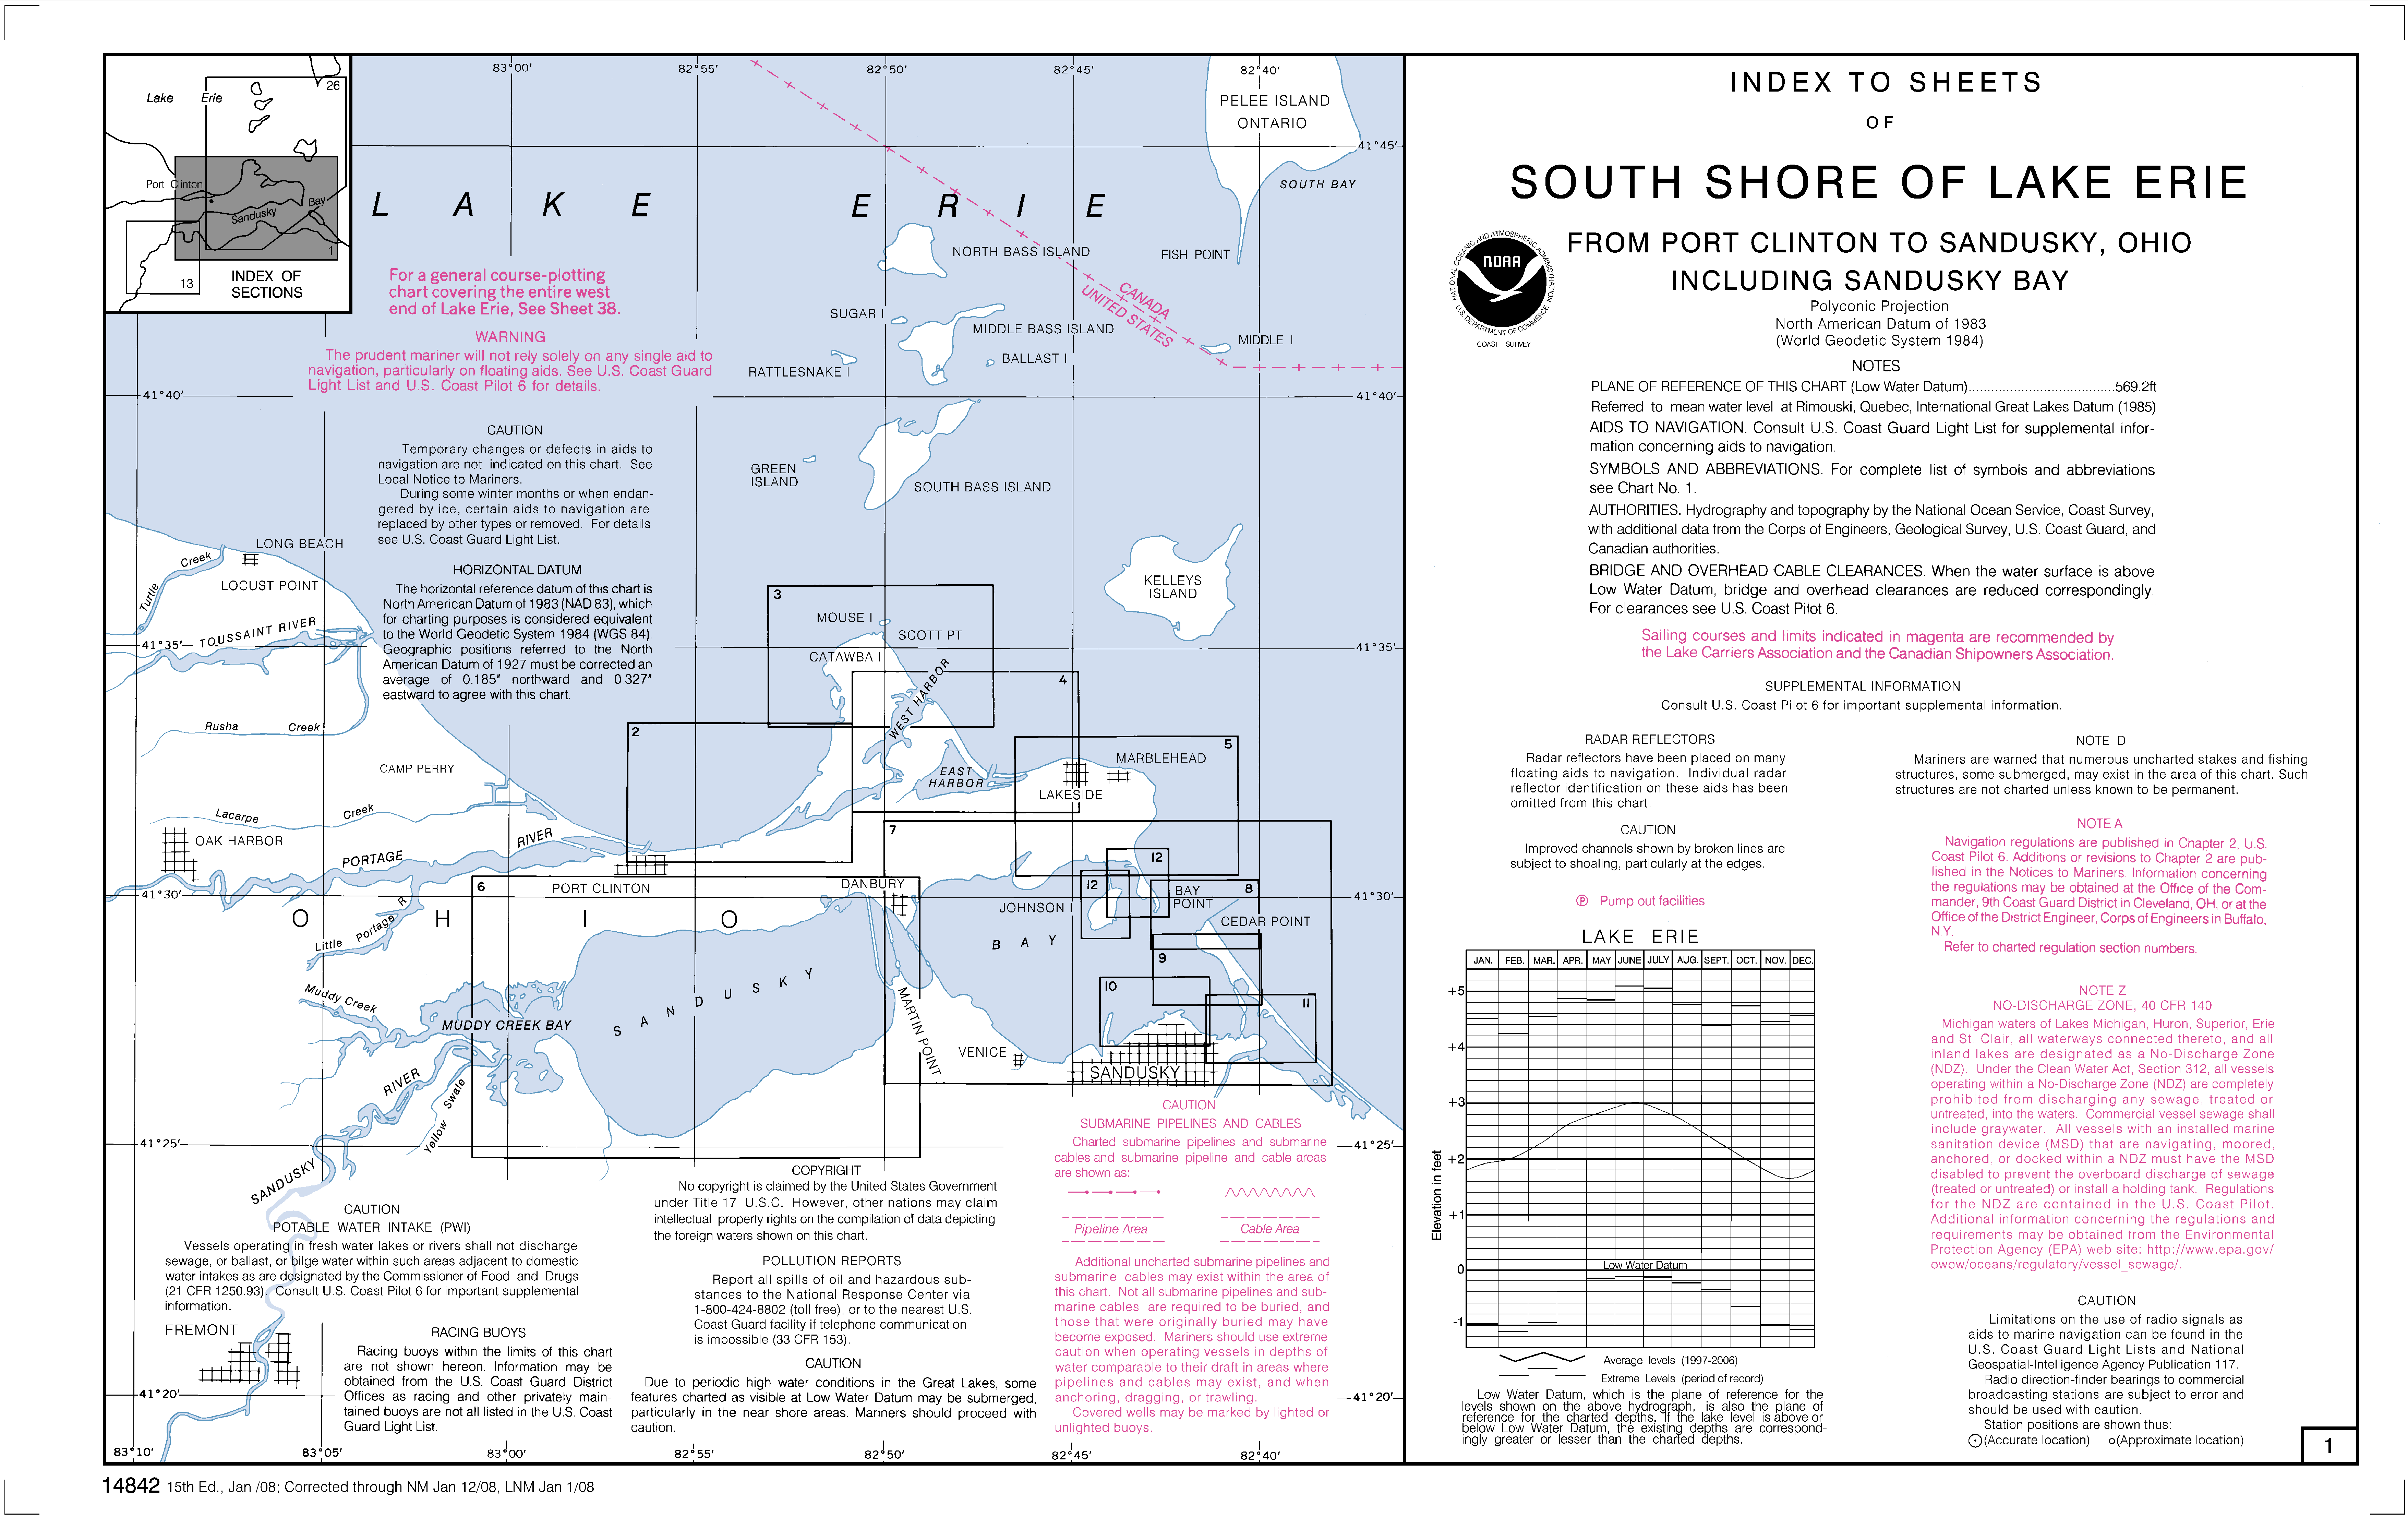 83°00'
82°55'
82°50'
82°45'
82°40'
26
Lake Erie
Port Clinton
Sandusky
Bay
1
13
INDEX OF
SECTIONS
PELEE ISLAND
ONTARIO
41°45'
SOUTH BAY
LAKE ERIE
NORTH BASS ISLAND
FISH POINT
For a general course-plotting
chart covering the entire west
end of Lake Erie, See Sheet 38.
CANADA
UNITED STATES
SUGAR I
MIDDLE BASS ISLAND
MIDDLE I
BALLAST I
RATTLESNAKE I
WARNING
The prudent mariner will not rely solely on any single aid to
navigation, particularly on floating aids. See U.S. Coast Guard
Light List and U.S. Coast Pilot 6 for details.
41°40'
41°40'
CAUTION
Temporary changes or defects in aids to
navigation are not indicated on this chart. See
Local Notice to Mariners.
During some winter months or when endan-
gered by ice, certain aids to navigation are
replaced by other types or removed. For details
see U.S. Coast Guard Light List.
GREEN
ISLAND
SOUTH BASS ISLAND
LONG BEACH
Turtle Creek
LOCUST POINT
HORIZONTAL DATUM
The horizontal reference datum of this chart is
North American Datum of 1983 (NAD 83), which
for charting purposes is considered equivalent
to the World Geodetic System 1984 (WGS 84).
Geographic positions referred to the North
American Datum of 1927 must be corrected an
average of 0.185" northward and 0.327"
eastward to agree with this chart.
KELLEYS
ISLAND
3
MOUSE I
SCOTT PT
CATAWBA I
41°35'
TOUSSAINT RIVER
41°35'
WEST HARBOR
4
Rusha Creek
2
5
CAMP PERRY
MARBLEHEAD
EAST
HARBOR
LAKESIDE
Lacarpe Creek
OAK HARBOR
PORTAGE RIVER
7
12
12
41°30'
6
PORT CLINTON
DANBURY
JOHNSON I
BAY
POINT
8
41°30'
CEDAR POINT
OHIO
Little Portage R
SANDUSKY BAY
9
Muddy Creek
MUDDY CREEK BAY
MARTIN POINT
10
11
VENICE
SANDUSKY
SANDUSKY RIVER
Yellow Swale
41°25'
41°25'
CAUTION
SUBMARINE PIPELINES AND CABLES
Charted submarine pipelines and submarine
cables and submarine pipeline and cable areas
are shown as:
Pipeline Area
Cable Area
Additional uncharted submarine pipelines and
submarine cables may exist within the area of
this chart. Not all submarine pipelines and sub-
marine cables are required to be buried, and
those that were originally buried may have
become exposed. Mariners should use extreme
caution when operating vessels in depths of
water comparable to their draft in areas where
pipelines and cables may exist, and when
anchoring, dragging, or trawling.
Covered wells may be marked by lighted or
unlighted buoys.
COPYRIGHT
No copyright is claimed by the United States Government
under Title 17 U.S.C. However, other nations may claim
intellectual property rights on the compilation of data depicting
the foreign waters shown on this chart.
CAUTION
POTABLE WATER INTAKE (PWI)
Vessels operating in fresh water lakes or rivers shall not discharge
sewage, or ballast, or bilge water within such areas adjacent to domestic
water intakes as are designated by the Commissioner of Food and Drugs
(21 CFR 1250.93). Consult U.S. Coast Pilot 6 for important supplemental
information.
POLLUTION REPORTS
Report all spills of oil and hazardous sub-
stances to the National Response Center via
1-800-424-8802 (toll free), or to the nearest U.S.
Coast Guard facility if telephone communication
is impossible (33 CFR 153).
FREMONT
RACING BUOYS
Racing buoys within the limits of this chart
are not shown hereon. Information may be
obtained from the U.S. Coast Guard District
Offices as racing and other privately main-
tained buoys are not all listed in the U.S. Coast
Guard Light List.
CAUTION
Due to periodic high water conditions in the Great Lakes, some
features charted as visible at Low Water Datum may be submerged,
particularly in the near shore areas. Mariners should proceed with
caution.
41°20'
41°20'
83°10'
83°05'
83°00'
82°55'
82°50'
82°45'
82°40'
14842 15th Ed., Jan /08; Corrected through NM Jan 12/08, LNM Jan 1/08
INDEX TO SHEETS
OF
SOUTH SHORE OF LAKE ERIE
FROM PORT CLINTON TO SANDUSKY, OHIO
INCLUDING SANDUSKY BAY
NATIONAL OCEANIC AND ATMOSPHERIC ADMINISTRATION
NOAA
U.S. DEPARTMENT OF COMMERCE
COAST SURVEY
Polyconic Projection
North American Datum of 1983
(World Geodetic System 1984)
NOTES
PLANE OF REFERENCE OF THIS CHART (Low Water Datum).......................................569.2ft
Referred to mean water level at Rimouski, Quebec, International Great Lakes Datum (1985)
AIDS TO NAVIGATION. Consult U.S. Coast Guard Light List for supplemental infor-
mation concerning aids to navigation.
SYMBOLS AND ABBREVIATIONS. For complete list of symbols and abbreviations
see Chart No. 1.
AUTHORITIES. Hydrography and topography by the National Ocean Service, Coast Survey,
with additional data from the Corps of Engineers, Geological Survey, U.S. Coast Guard, and
Canadian authorities.
BRIDGE AND OVERHEAD CABLE CLEARANCES. When the water surface is above
Low Water Datum, bridge and overhead clearances are reduced correspondingly.
For clearances see U.S. Coast Pilot 6.
Sailing courses and limits indicated in magenta are recommended by
the Lake Carriers Association and the Canadian Shipowners Association.
SUPPLEMENTAL INFORMATION
Consult U.S. Coast Pilot 6 for important supplemental information.
RADAR REFLECTORS
Radar reflectors have been placed on many
floating aids to navigation. Individual radar
reflector identification on these aids has been
omitted from this chart.
CAUTION
Improved channels shown by broken lines are
subject to shoaling, particularly at the edges.
Ⓟ Pump out facilities
LAKE ERIE
JAN. FEB. MAR. APR. MAY JUNE JULY AUG. SEPT. OCT. NOV. DEC.
+5
+4
+3
+2
+1
0
-1
Elevation in feet
Low Water Datum
Average levels (1997-2006)
Extreme Levels (period of record)
Low Water Datum, which is the plane of reference for the
levels shown on the above hydrograph, is also the plane of
reference for the charted depths. If the lake level is above or
below Low Water Datum, the existing depths are correspond-
ingly greater or lesser than the charted depths.
NOTE D
Mariners are warned that numerous uncharted stakes and fishing
structures, some submerged, may exist in the area of this chart. Such
structures are not charted unless known to be permanent.
NOTE A
Navigation regulations are published in Chapter 2, U.S.
Coast Pilot 6. Additions or revisions to Chapter 2 are pub-
lished in the Notices to Mariners. Information concerning
the regulations may be obtained at the Office of the Com-
mander, 9th Coast Guard District in Cleveland, OH, or at the
Office of the District Engineer, Corps of Engineers in Buffalo,
N.Y.
Refer to charted regulation section numbers.
NOTE Z
NO-DISCHARGE ZONE, 40 CFR 140
Michigan waters of Lakes Michigan, Huron, Superior, Erie
and St. Clair, all waterways connected thereto, and all
inland lakes are designated as a No-Discharge Zone
(NDZ). Under the Clean Water Act, Section 312, all vessels
operating within a No-Discharge Zone (NDZ) are completely
prohibited from discharging any sewage, treated or
untreated, into the waters. Commercial vessel sewage shall
include graywater. All vessels with an installed marine
sanitation device (MSD) that are navigating, moored,
anchored, or docked within a NDZ must have the MSD
disabled to prevent the overboard discharge of sewage
(treated or untreated) or install a holding tank. Regulations
for the NDZ are contained in the U.S. Coast Pilot.
Additional information concerning the regulations and
requirements may be obtained from the Environmental
Protection Agency (EPA) web site: http://www.epa.gov/
owow/oceans/regulatory/vessel_sewage/.
CAUTION
Limitations on the use of radio signals as
aids to marine navigation can be found in the
U.S. Coast Guard Light Lists and National
Geospatial-Intelligence Agency Publication 117.
Radio direction-finder bearings to commercial
broadcasting stations are subject to error and
should be used with caution.
Station positions are shown thus:
⊙(Accurate location) o(Approximate location)
1